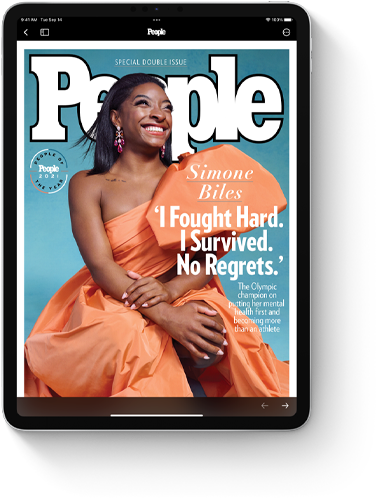 9:49 AM Tue Sep 14
100%
People
SPECIAL DOUBLE ISSUE
People
PEOPLE OF
People
2021
THE YEAR
Simone
Biles
‘I Fought Hard.
I Survived.
No Regrets.’
The Olympic
champion on
putting her mental
health first and
becoming more
than an athlete